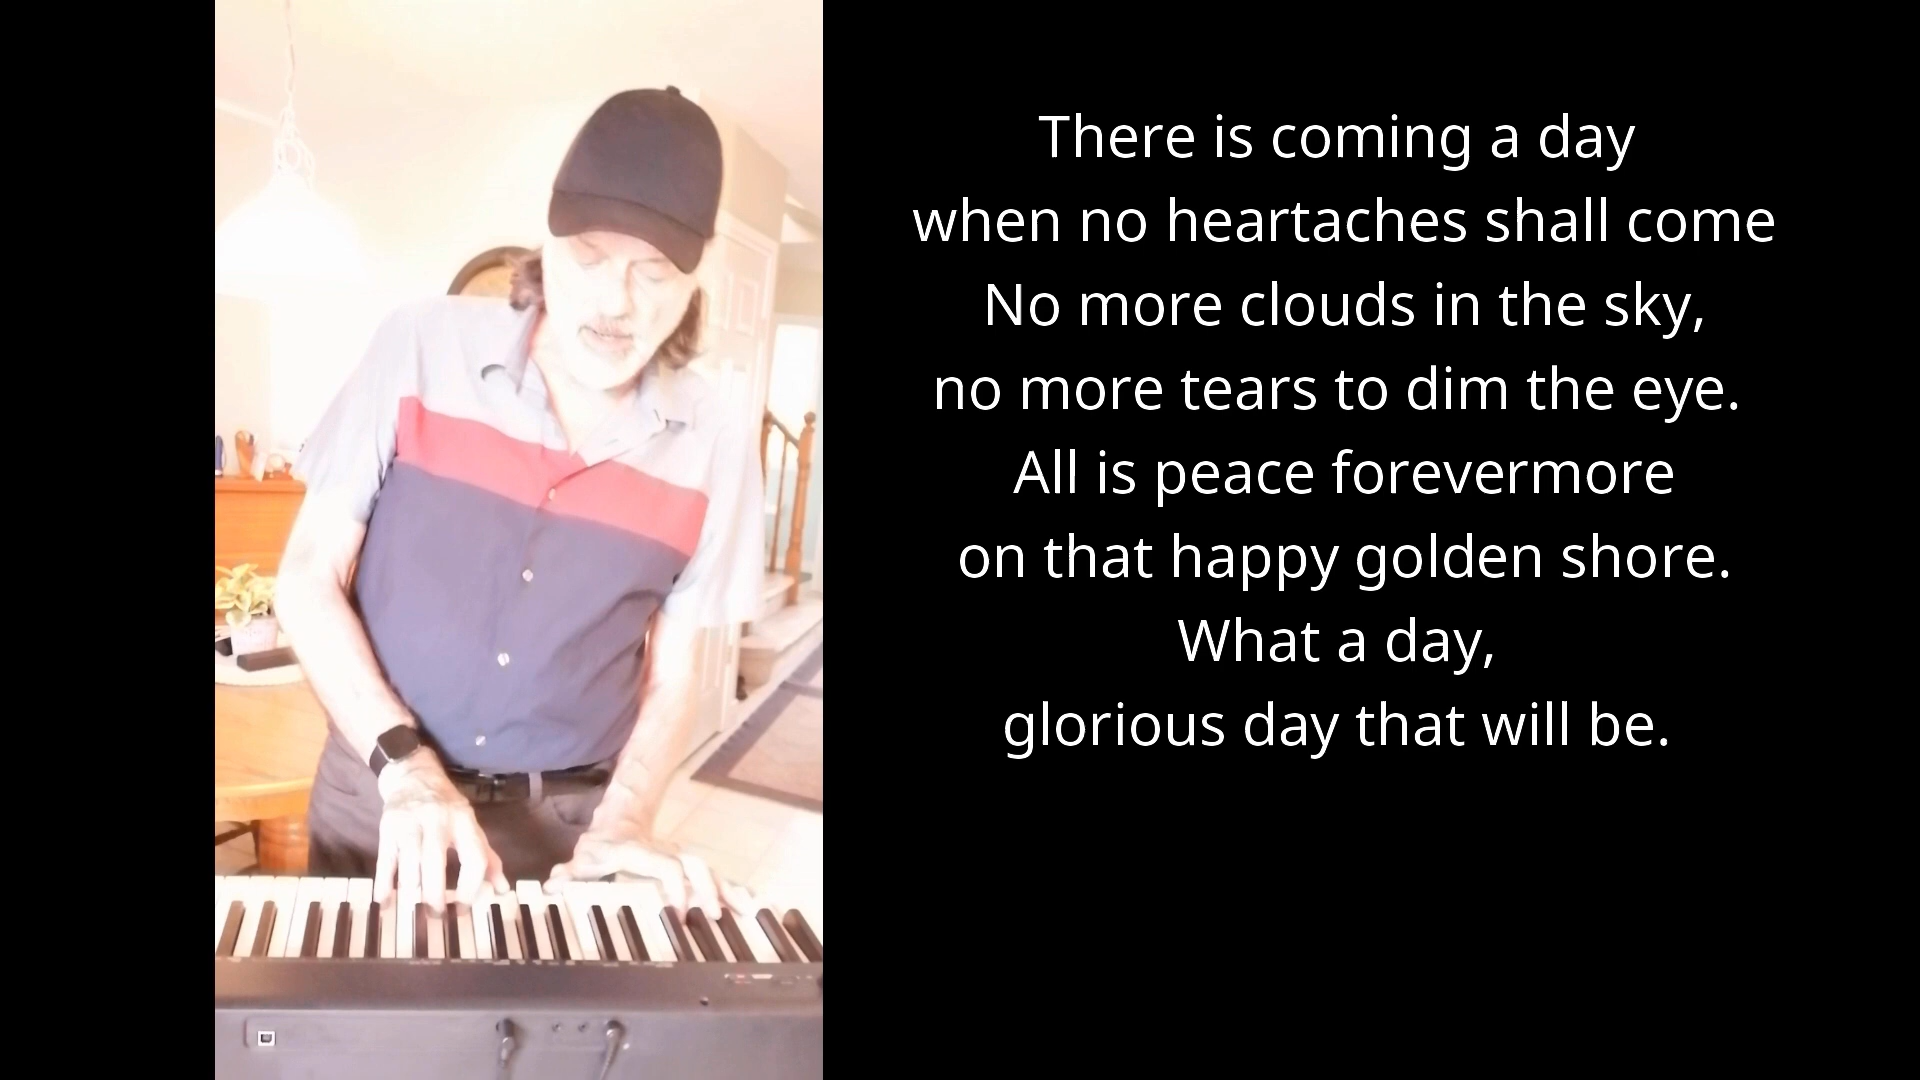 There is coming a day
when no heartaches shall come
No more clouds in the sky,
no more tears to dim the eye.
All is peace forevermore
on that happy golden shore.
What a day,
glorious day that will be.